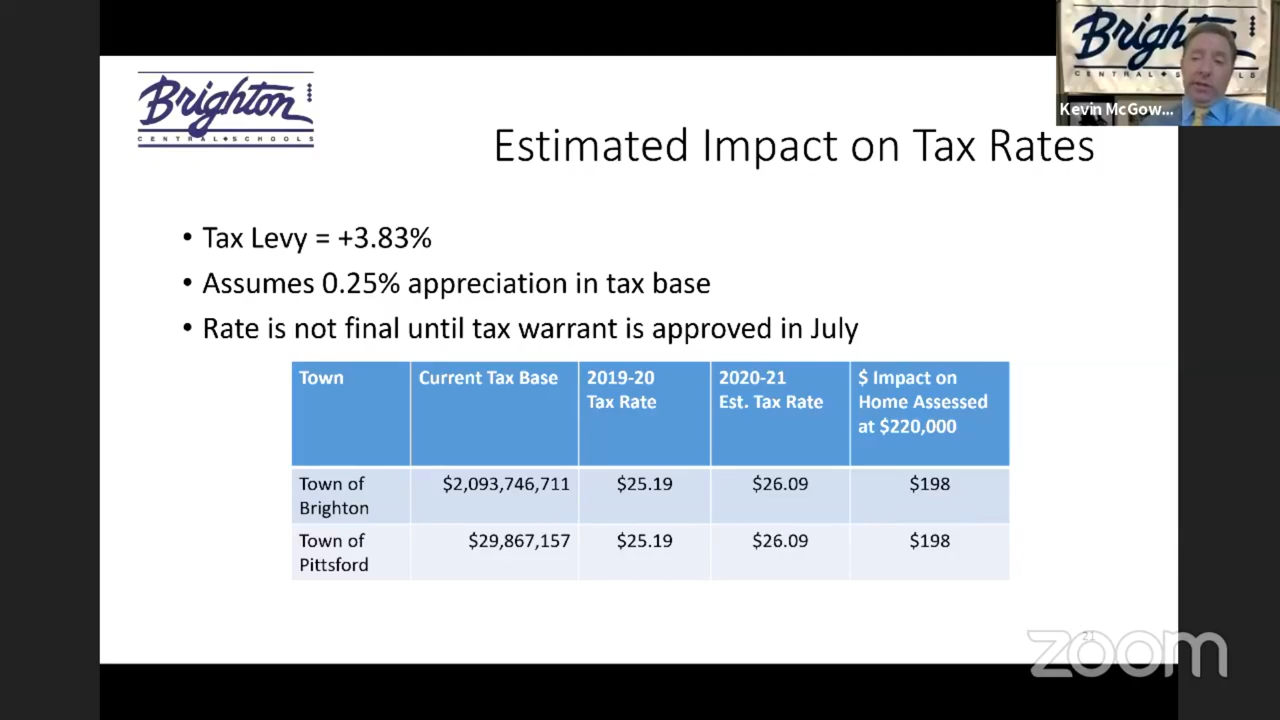 Brighton
CENTRAL SCHOOLS
Brighton
CENTRAL SCHOOLS
Kevin McGow...
Estimated Impact on Tax Rates
• Tax Levy = +3.83%
• Assumes 0.25% appreciation in tax base
• Rate is not final until tax warrant is approved in July
Town Current Tax Base 2019-20 Tax Rate 2020-21 Est. Tax Rate $ Impact on Home Assessed at $220,000
Town of Brighton $2,093,746,711 $25.19 $26.09 $198
Town of Pittsford $29,867,157 $25.19 $26.09 $198
21
zoom